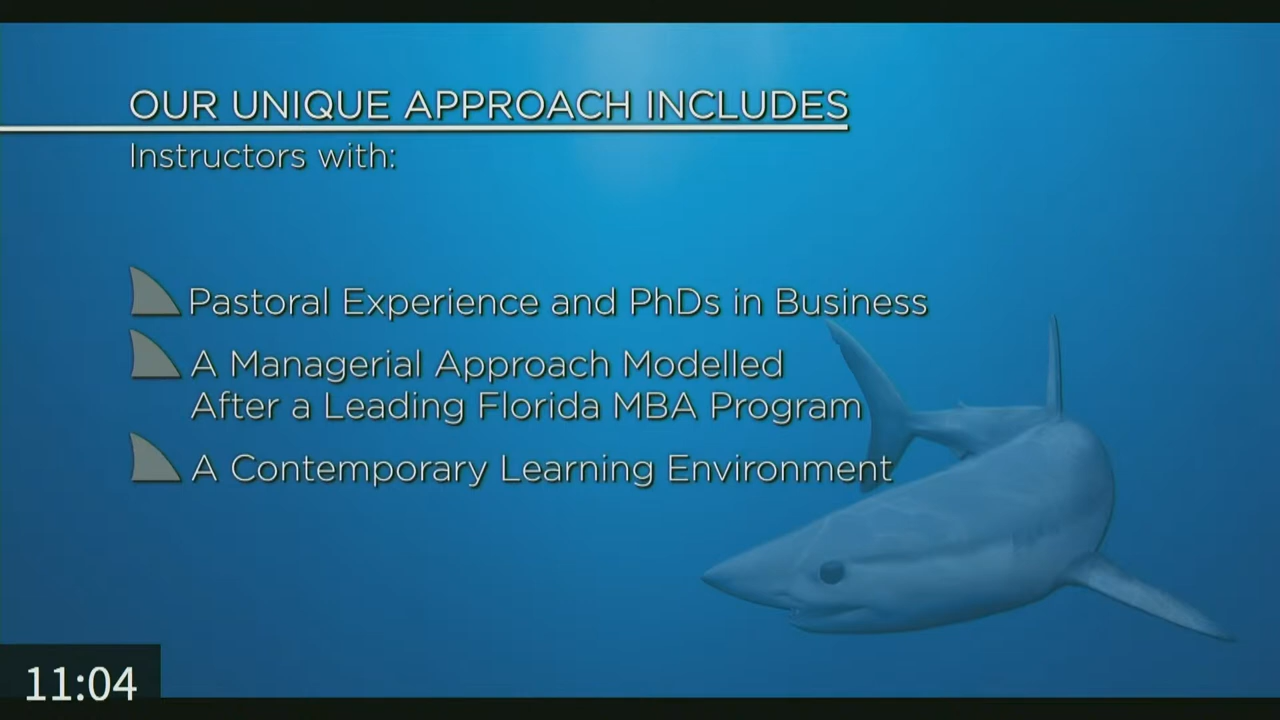 OUR UNIQUE APPROACH INCLUDES
Instructors with:
Pastoral Experience and PhDs in Business
A Managerial Approach Modelled
After a Leading Florida MBA Program
A Contemporary Learning Environment
11:04